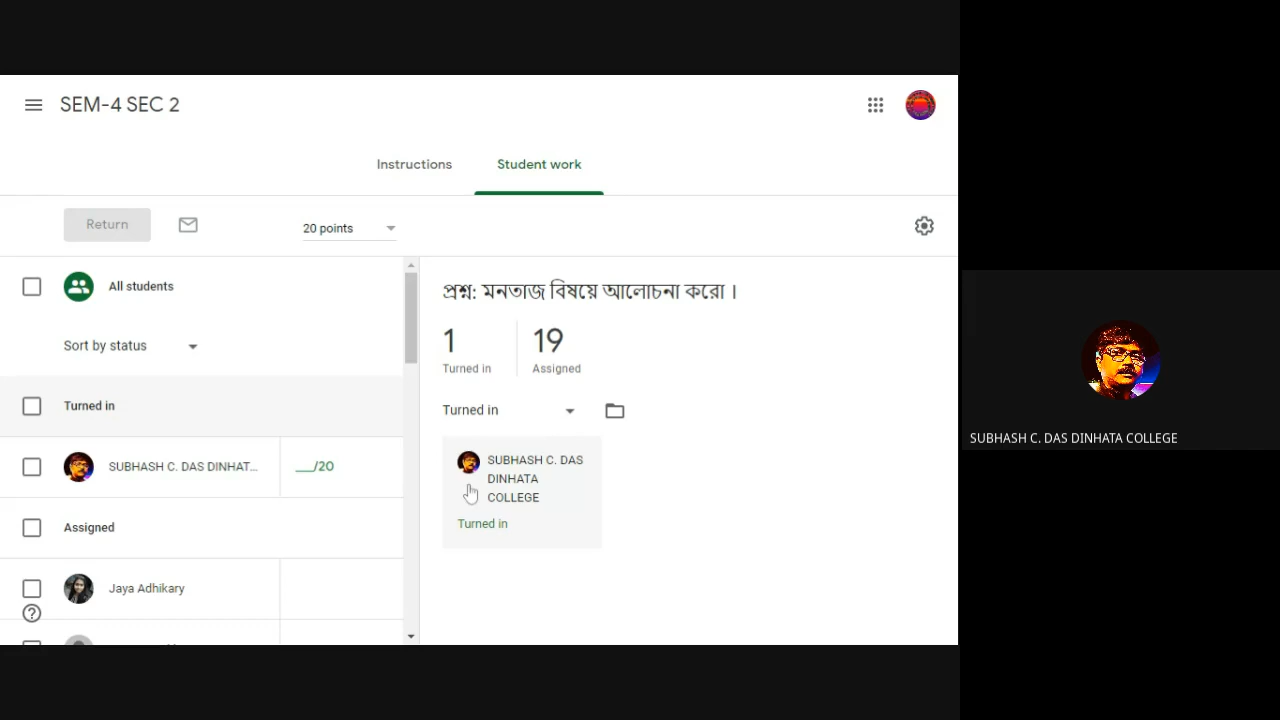 SEM-4 SEC 2
Instructions
Student work
Return
20 points
All students
Sort by status
Turned in
SUBHASH C. DAS DINHAT...
__/20
Assigned
Jaya Adhikary
প্রশ্ন: মনতাজ বিষয়ে আলোচনা করো ।
1
19
Turned in
Assigned
Turned in
SUBHASH C. DAS
DINHATA
COLLEGE
Turned in
SUBHASH C. DAS DINHATA COLLEGE